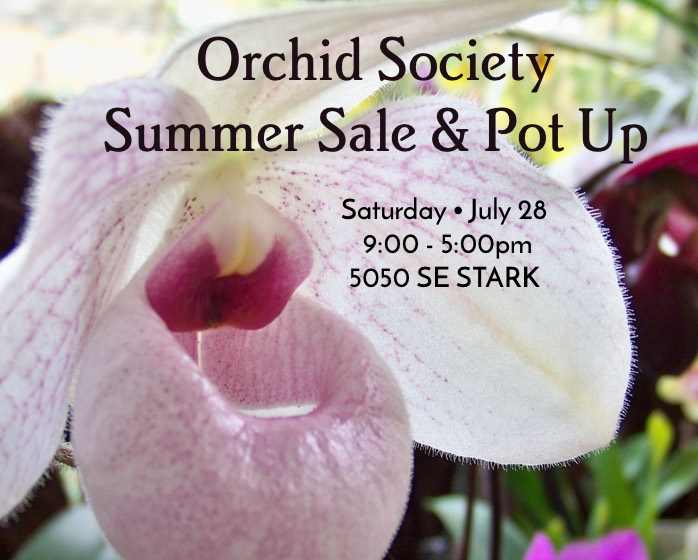 Orchid Society
Summer Sale & Pot Up
Saturday • July 28
9:00 - 5:00pm
5050 SE STARK